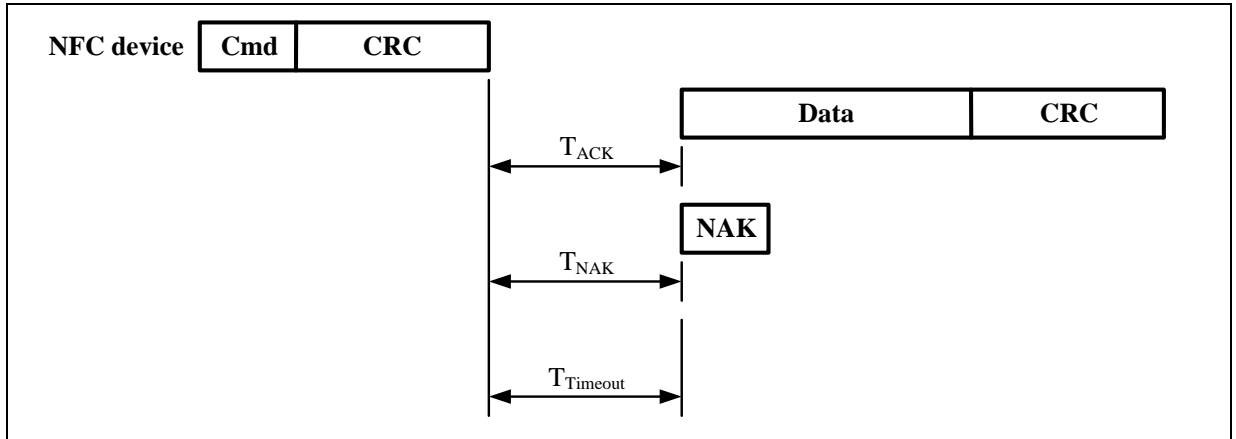 NFC device Cmd CRC
Data CRC
TACK
NAK
TNAK
TTimeout